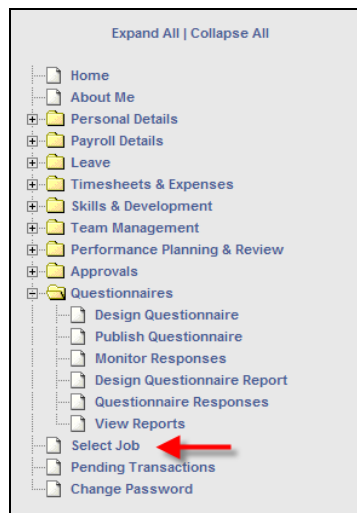 Expand All | Collapse All
Home
About Me
Personal Details
Payroll Details
Leave
Timesheets & Expenses
Skills & Development
Team Management
Performance Planning & Review
Approvals
Questionnaires
Design Questionnaire
Publish Questionnaire
Monitor Responses
Design Questionnaire Report
Questionnaire Responses
View Reports
Select Job
Pending Transactions
Change Password